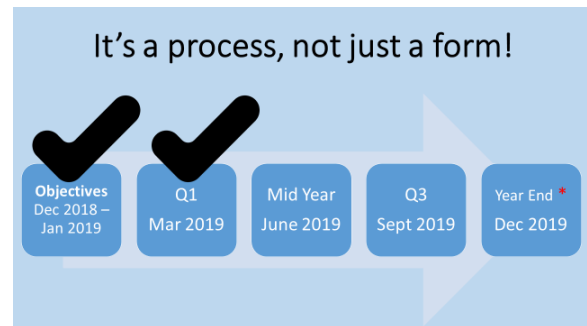 It's a process, not just a form!
Objectives
Dec 2018 –
Jan 2019
Q1
Mar 2019
Mid Year
June 2019
Q3
Sept 2019
Year End *
Dec 2019